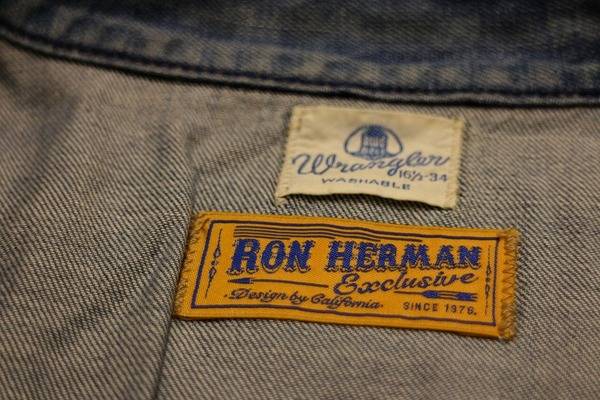 Wrangler
16½-34
WASHABLE
RON HERMAN
Exclusive
Design by California.
SINCE 1976.